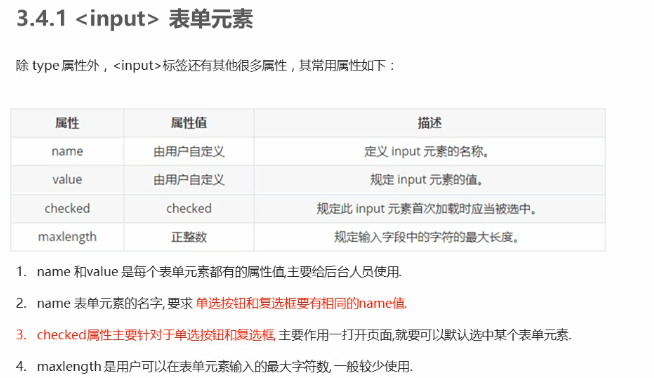 3.4.1 <input> 表单元素
除 type 属性外，<input>标签还有其他很多属性，其常用属性如下：
属性 属性值 描述
name 由用户自定义 定义 input 元素的名称。
value 由用户自定义 规定 input 元素的值。
checked checked 规定此 input 元素首次加载时应当被选中。
maxlength 正整数 规定输入字段中的字符的最大长度。
1. name 和value 是每个表单元素都有的属性值,主要给后台人员使用.
2. name 表单元素的名字, 要求 单选按钮和复选框要有相同的name值.
3. checked属性主要针对于单选按钮和复选框, 主要作用一打开页面,就要可以默认选中某个表单元素.
4. maxlength 是用户可以在表单元素输入的最大字符数, 一般较少使用.